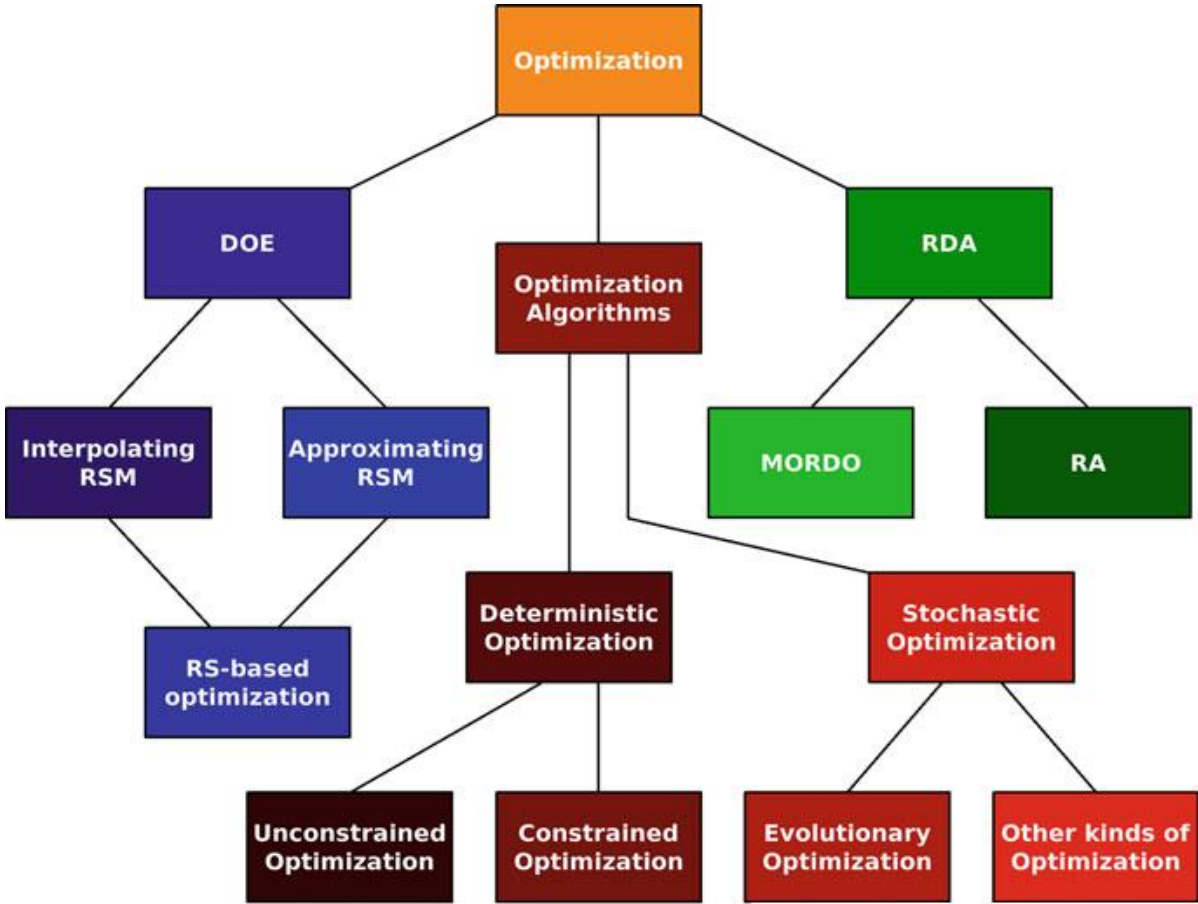 Optimization
DOE
RDA
Optimization
Algorithms
Interpolating
RSM
Approximating
RSM
MORDO
RA
Deterministic
Optimization
Stochastic
Optimization
RS-based
optimization
Unconstrained
Optimization
Constrained
Optimization
Evolutionary
Optimization
Other kinds of
Optimization